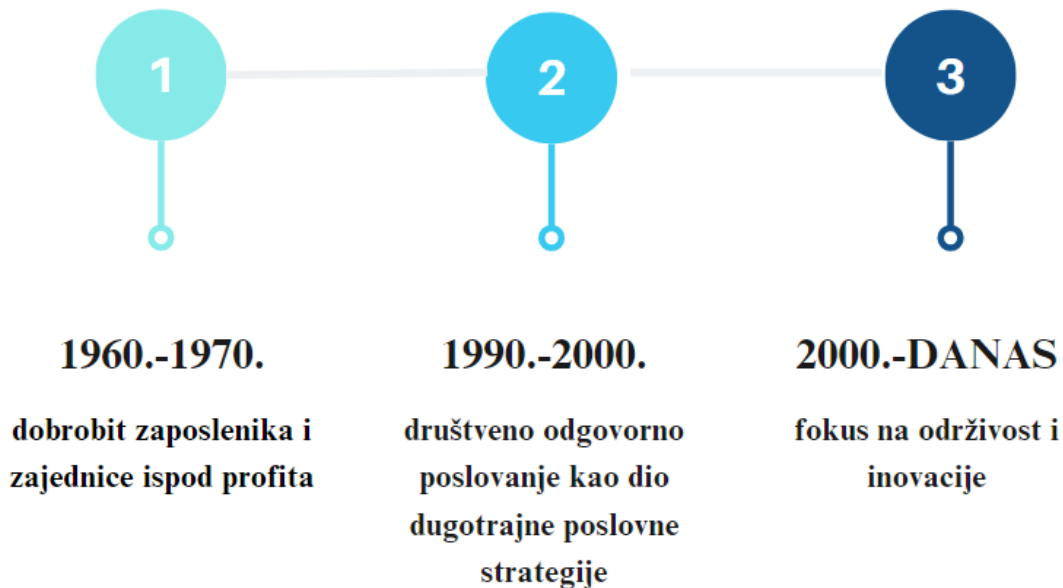 1
2
3
1960.-1970.
1990.-2000.
2000.-DANAS
dobrobit zaposlenika i
zajednice ispod profita
društveno odgovorno
poslovanje kao dio
dugotrajne poslovne
strategije
fokus na održivost i
inovacije